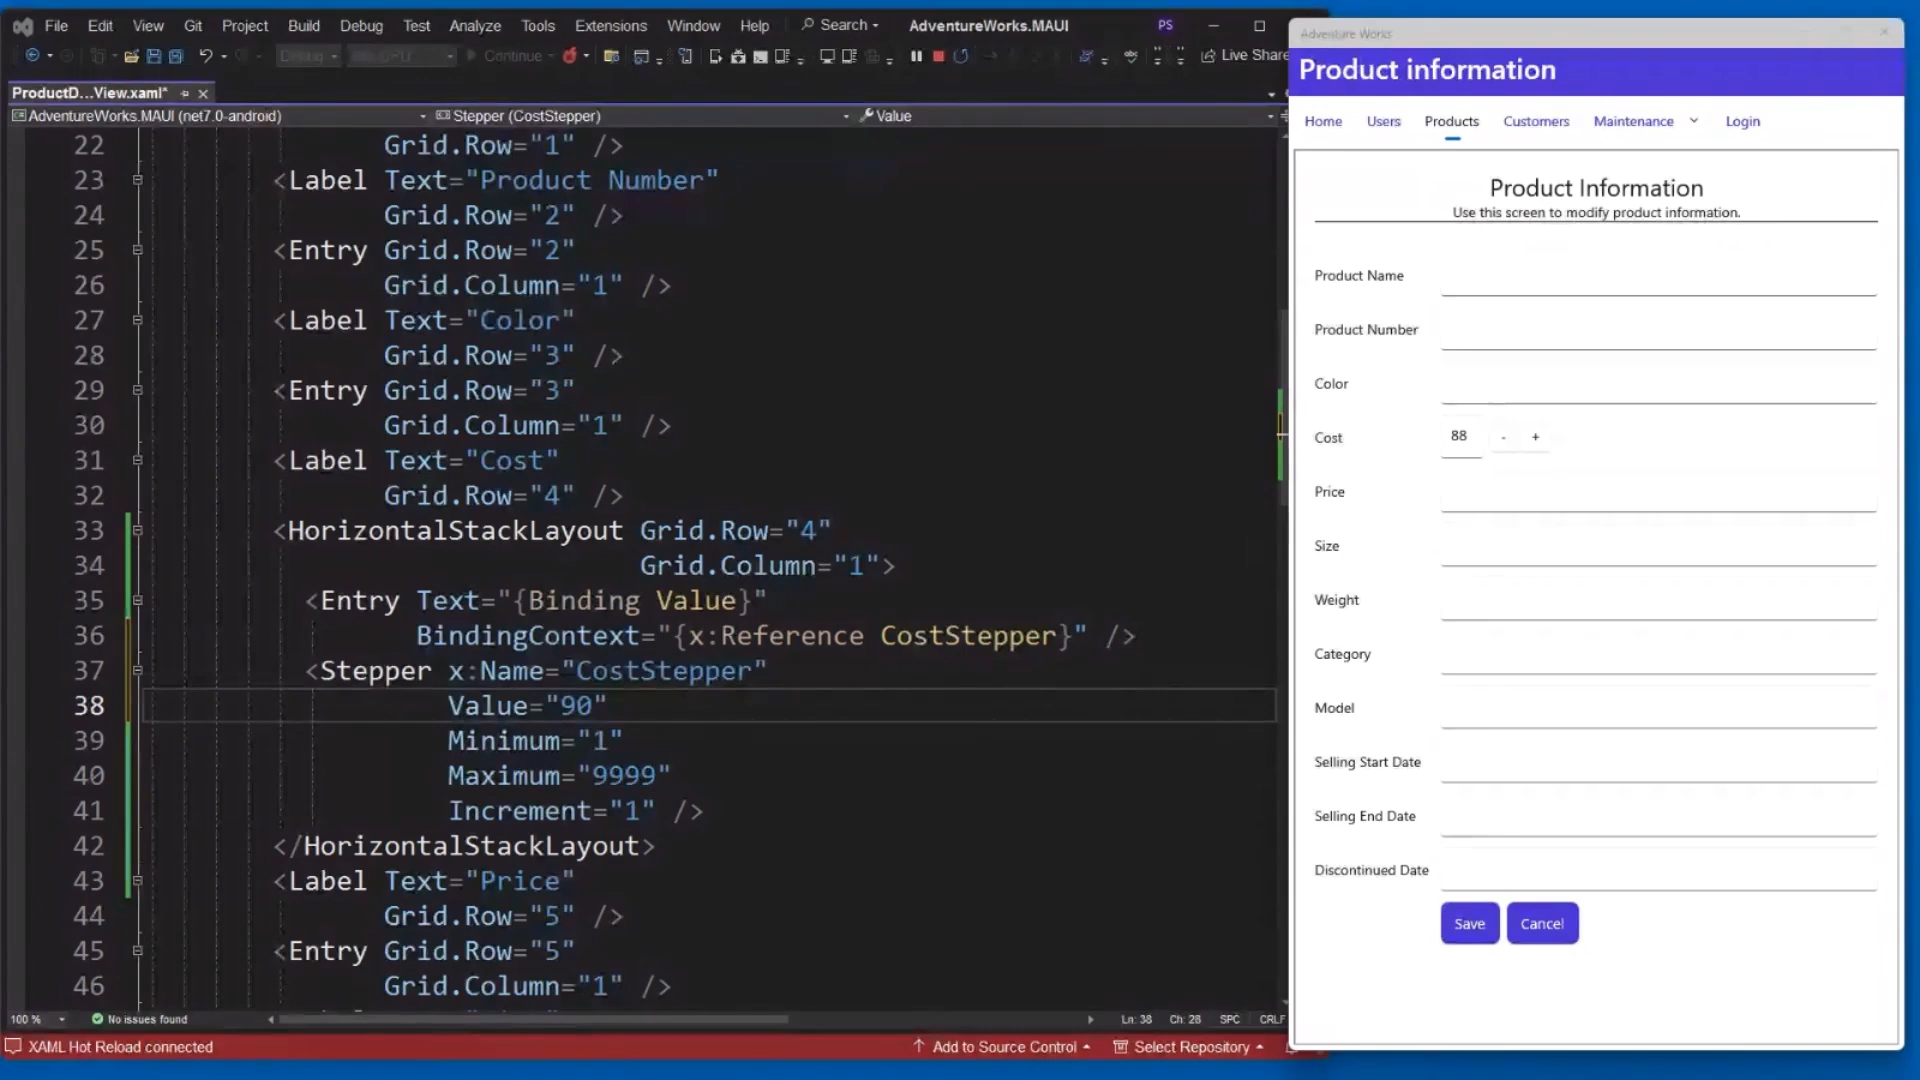 File Edit View Git Project Build Debug Test Analyze Tools Extensions Window Help Search AdventureWorks.MAUI PS
Debug Continue Live Share
ProductD...View.xaml*
AdventureWorks.MAUI (net7.0-android) Stepper (CostStepper) Value
22 Grid.Row="1" />
23 <Label Text="Product Number"
24 Grid.Row="2" />
25 <Entry Grid.Row="2"
26 Grid.Column="1" />
27 <Label Text="Color"
28 Grid.Row="3" />
29 <Entry Grid.Row="3"
30 Grid.Column="1" />
31 <Label Text="Cost"
32 Grid.Row="4" />
33 <HorizontalStackLayout Grid.Row="4"
34 Grid.Column="1">
35 <Entry Text="{Binding Value}"
36 BindingContext="{x:Reference CostStepper}" />
37 <Stepper x:Name="CostStepper"
38 Value="90"
39 Minimum="1"
40 Maximum="9999"
41 Increment="1" />
42 </HorizontalStackLayout>
43 <Label Text="Price"
44 Grid.Row="5" />
45 <Entry Grid.Row="5"
46 Grid.Column="1" />
100 % No issues found Ln: 38 Ch: 28 SPC CRLF
XAML Hot Reload connected Add to Source Control Select Repository
Adventure Works
Product information
Home Users Products Customers Maintenance Login
Product Information
Use this screen to modify product information.
Product Name
Product Number
Color
Cost 88 - +
Price
Size
Weight
Category
Model
Selling Start Date
Selling End Date
Discontinued Date
Save Cancel